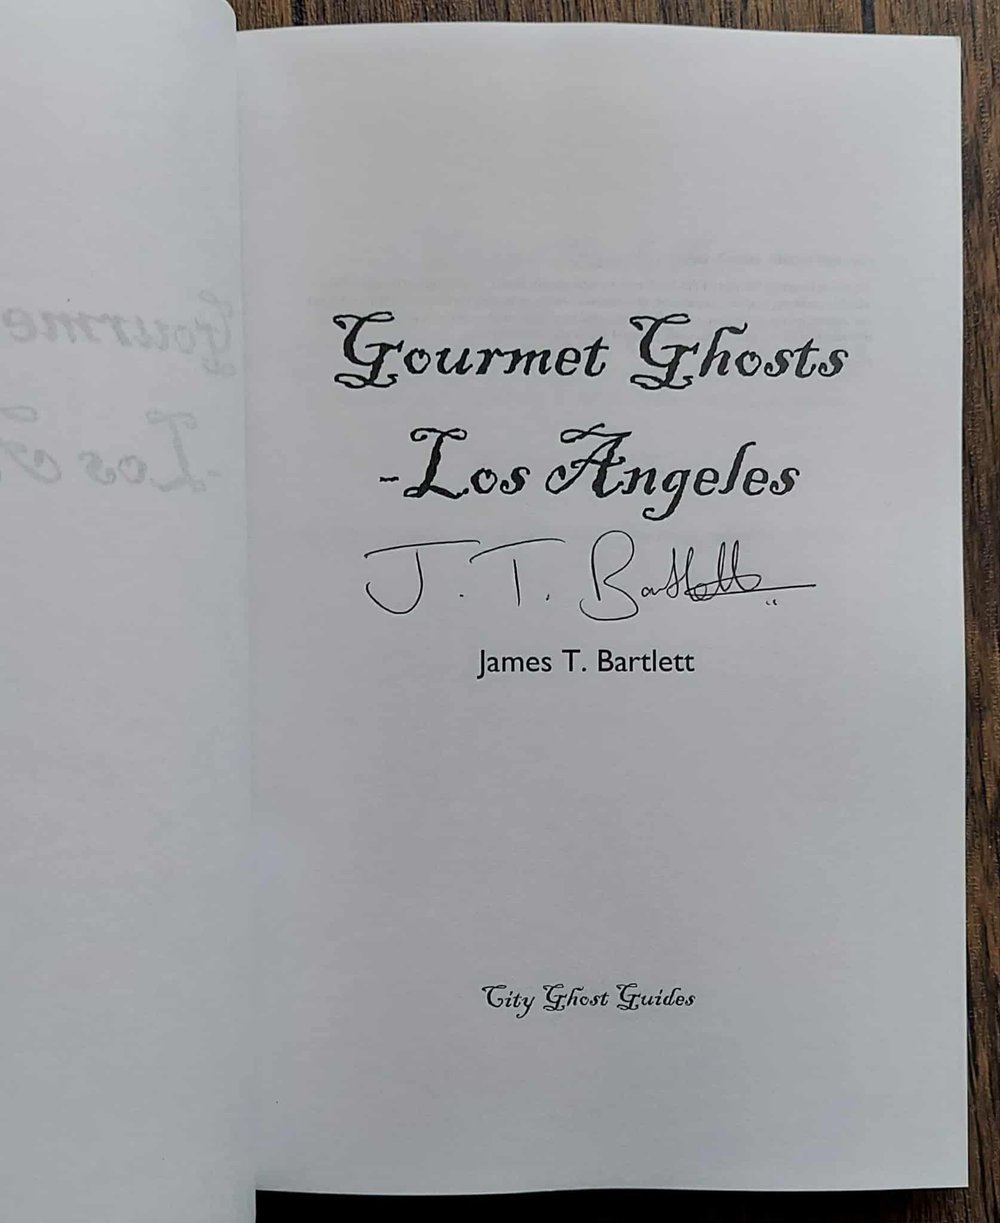 Gourmet Ghosts
-Los Angeles
J. T. Bartlett
James T. Bartlett
City Ghost Guides